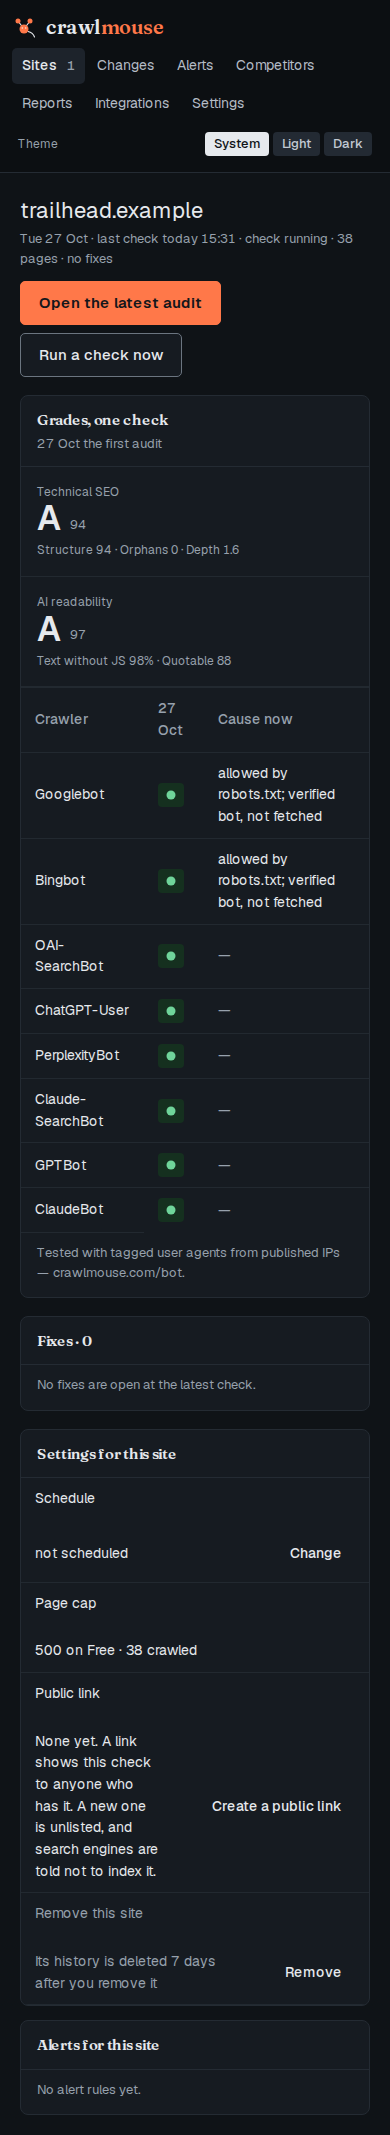 crawlmouse
Sites 1 Changes Alerts Competitors
Reports Integrations Settings
Theme System Light Dark
trailhead.example
Tue 27 Oct · last check today 15:31 · check running · 38
pages · no fixes
Open the latest audit
Run a check now
Grades, one check
27 Oct the first audit
Technical SEO
A 94
Structure 94 · Orphans 0 · Depth 1.6
AI readability
A 97
Text without JS 98% · Quotable 88
Crawler 27 Oct Cause now
Googlebot allowed by
robots.txt; verified
bot, not fetched
Bingbot allowed by
robots.txt; verified
bot, not fetched
OAI-
SearchBot —
ChatGPT-User —
PerplexityBot —
Claude-
SearchBot —
GPTBot —
ClaudeBot —
Tested with tagged user agents from published IPs
— crawlmouse.com/bot.
Fixes · 0
No fixes are open at the latest check.
Settings for this site
Schedule
not scheduled Change
Page cap
500 on Free · 38 crawled
Public link
None yet. A link
shows this check
to anyone who
has it. A new one
is unlisted, and
search engines are
told not to index it.
Create a public link
Remove this site
Its history is deleted 7 days
after you remove it
Remove
Alerts for this site
No alert rules yet.